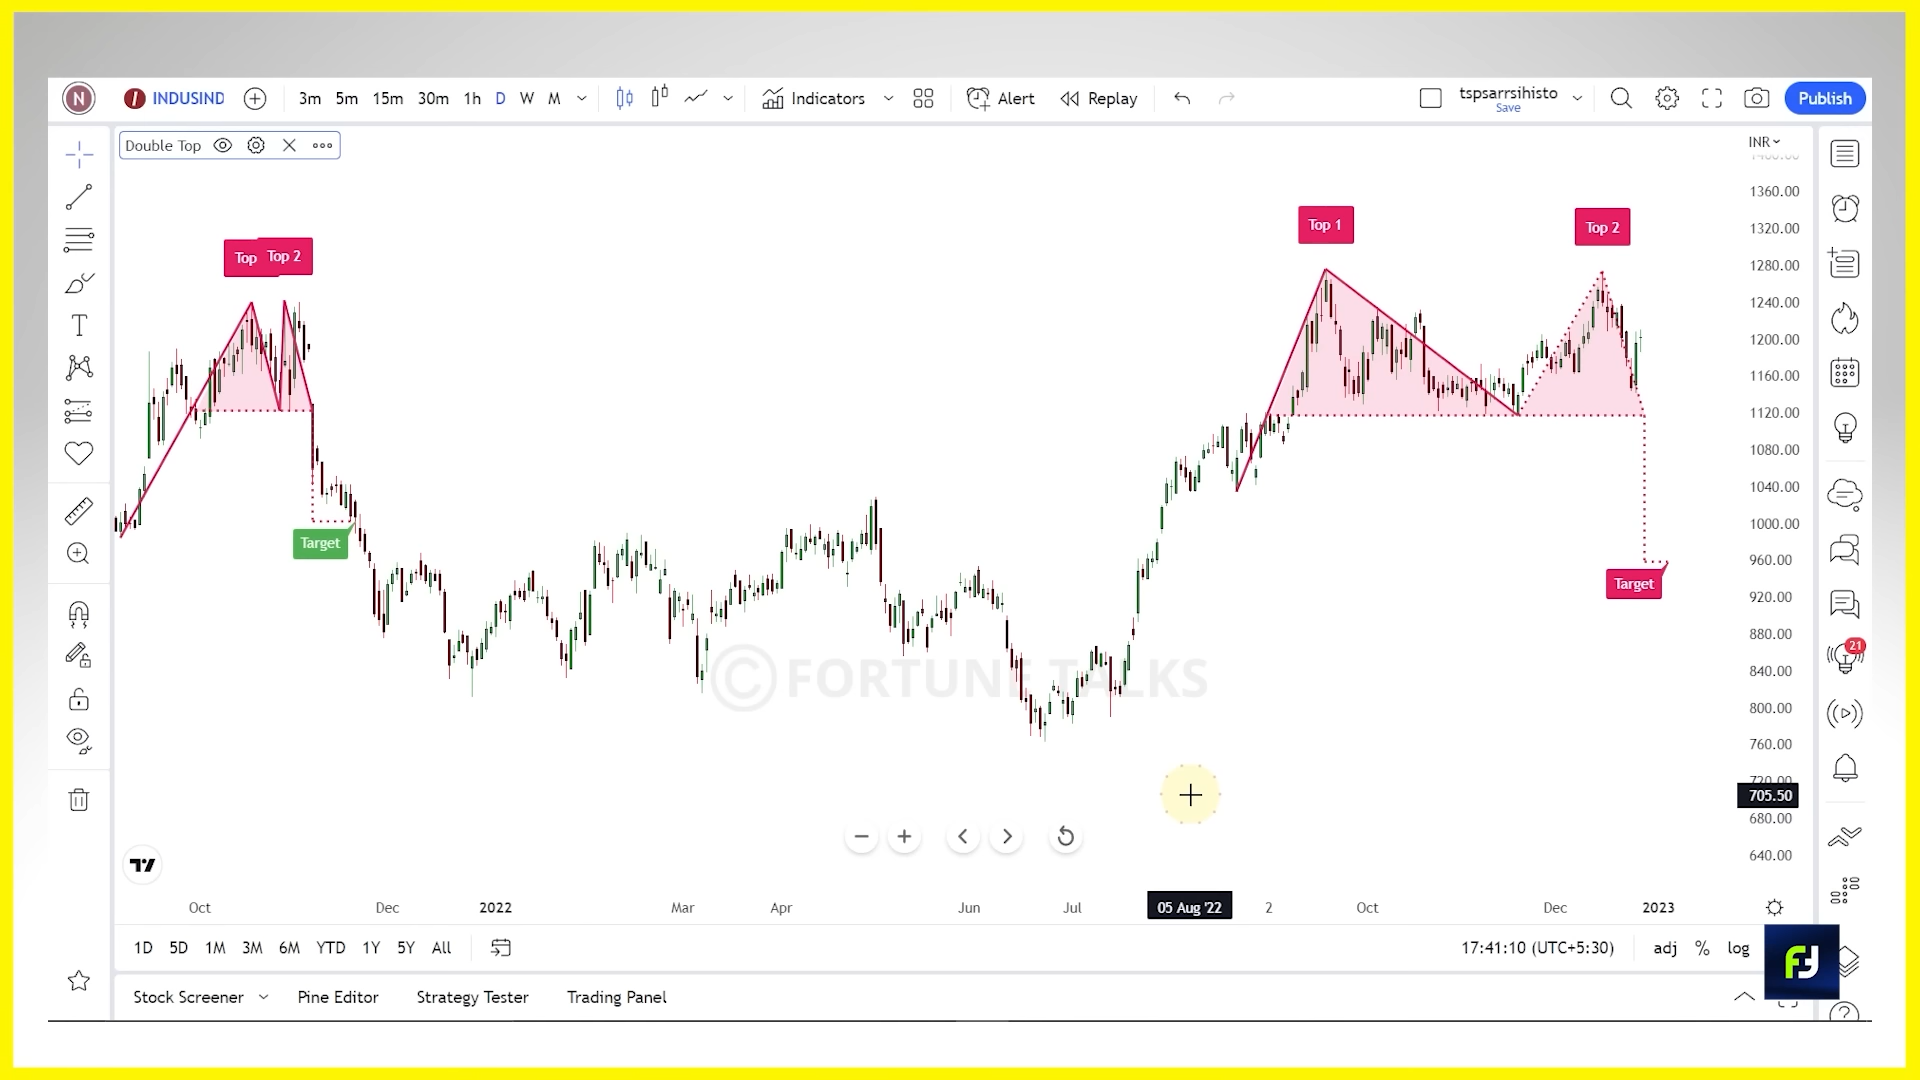 N INDUSIND 3m 5m 15m 30m 1h D W M Indicators Alert Replay tspsarrsihisto Save Publish
Double Top
INR
1400.00
1360.00
1320.00
1280.00
1240.00
1200.00
1160.00
1120.00
1080.00
1040.00
1000.00
960.00
920.00
880.00
840.00
800.00
760.00
720.00
705.50
680.00
640.00
Top 1
Top 2
Top
Top 2
Target
Target
21
© FORTUNE TALKS
Oct Dec 2022 Mar Apr Jun Jul 05 Aug '22 2 Oct Dec 2023
1D 5D 1M 3M 6M YTD 1Y 5Y All 17:41:10 (UTC+5:30) adj % log
Stock Screener Pine Editor Strategy Tester Trading Panel